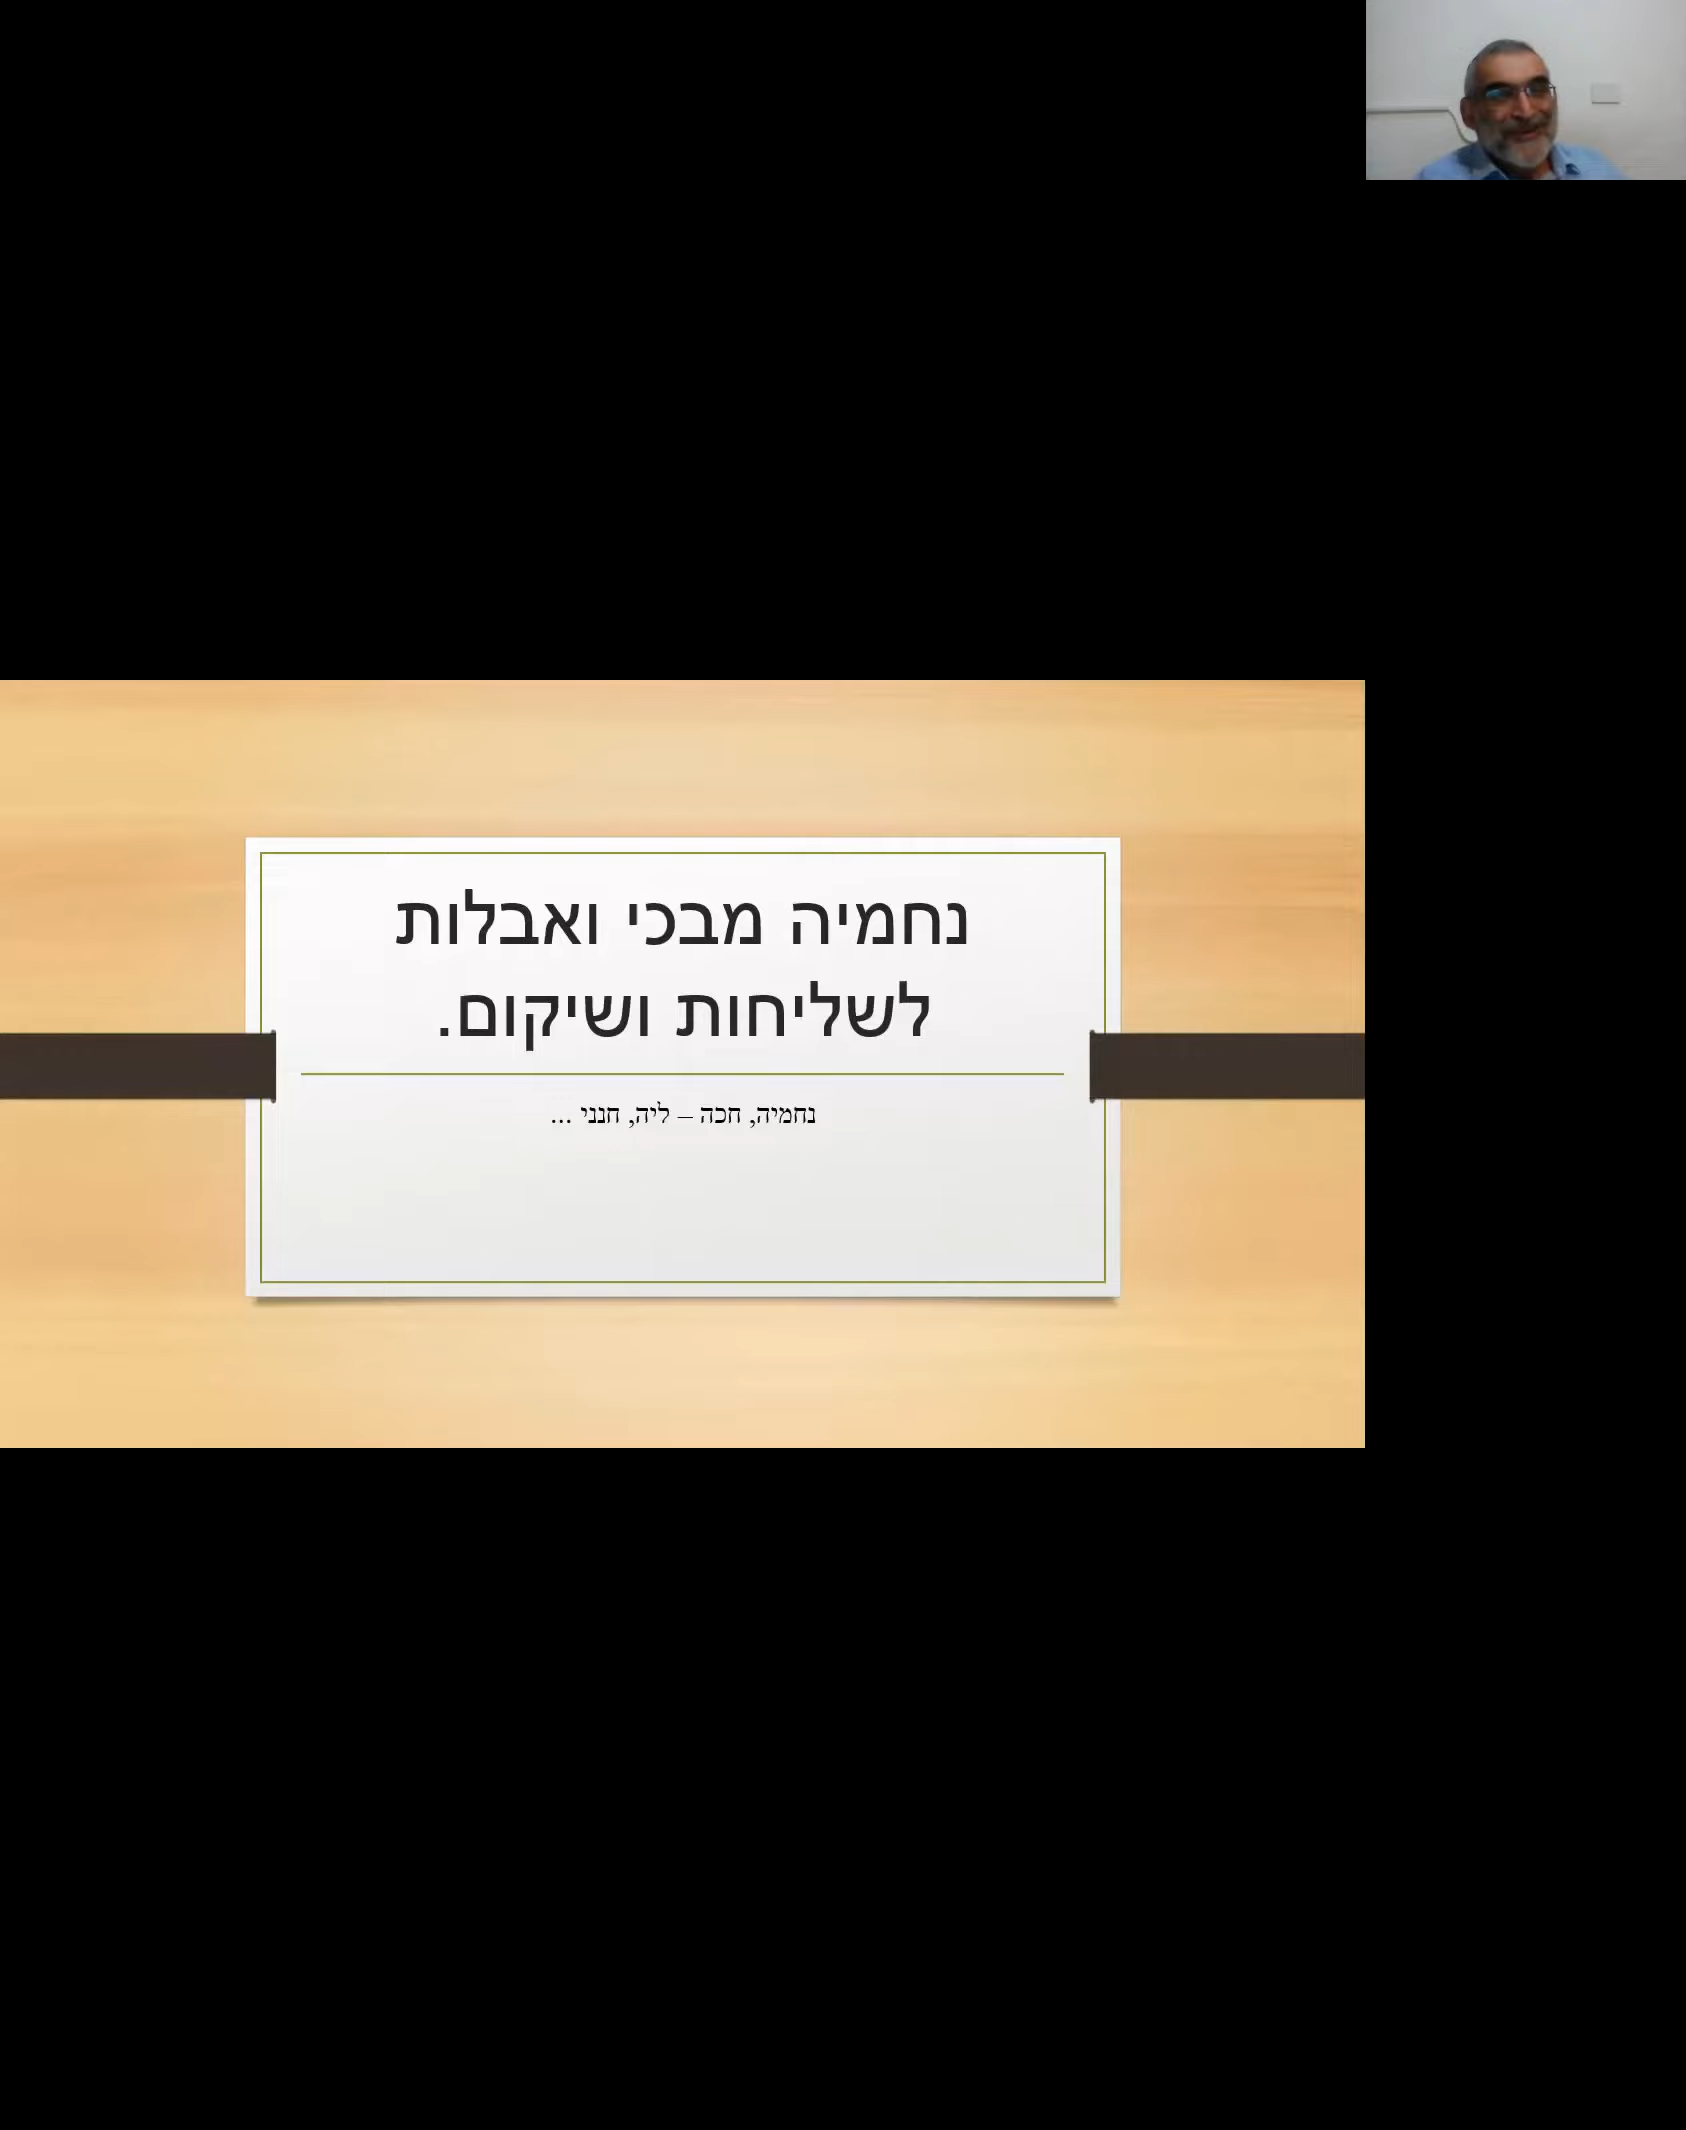 נחמיה מבכי ואבלות
לשליחות ושיקום.
נחמיה, חכה – ליה, חנני ...